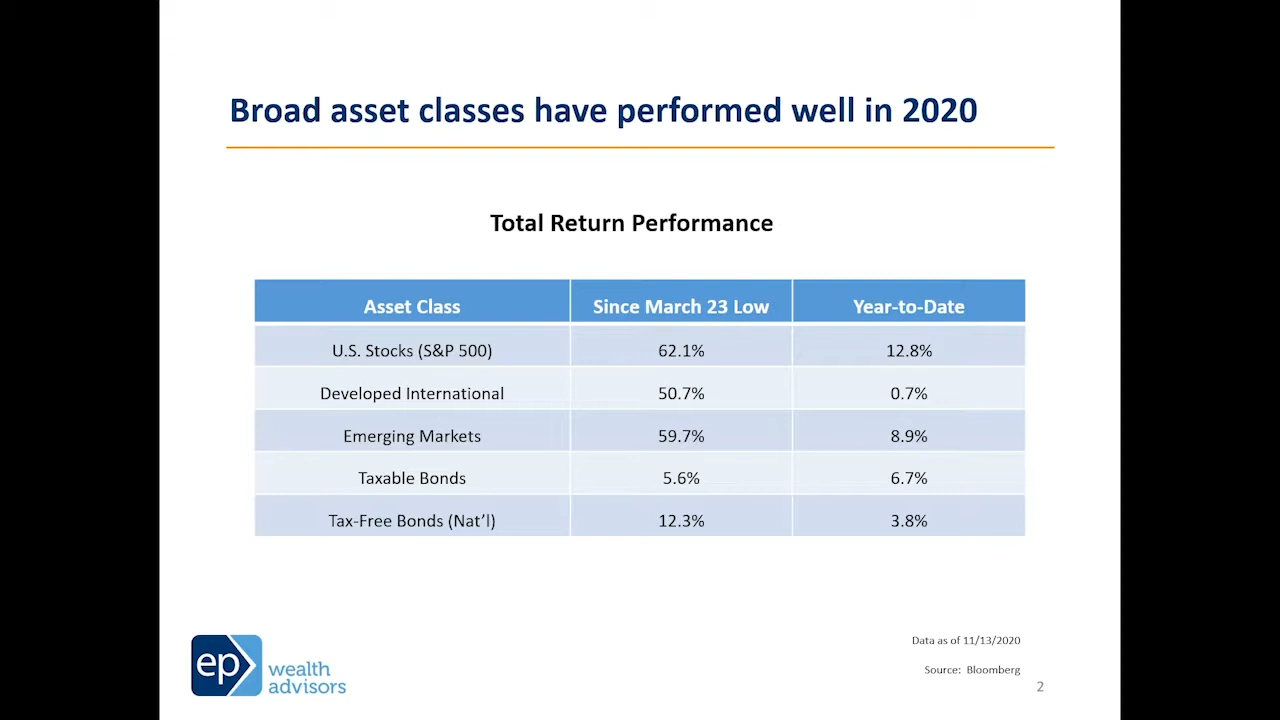 Broad asset classes have performed well in 2020
Total Return Performance
Asset Class Since March 23 Low Year-to-Date
U.S. Stocks (S&P 500) 62.1% 12.8%
Developed International 50.7% 0.7%
Emerging Markets 59.7% 8.9%
Taxable Bonds 5.6% 6.7%
Tax-Free Bonds (Nat’l) 12.3% 3.8%
Data as of 11/13/2020
Source: Bloomberg
2
ep wealth
advisors